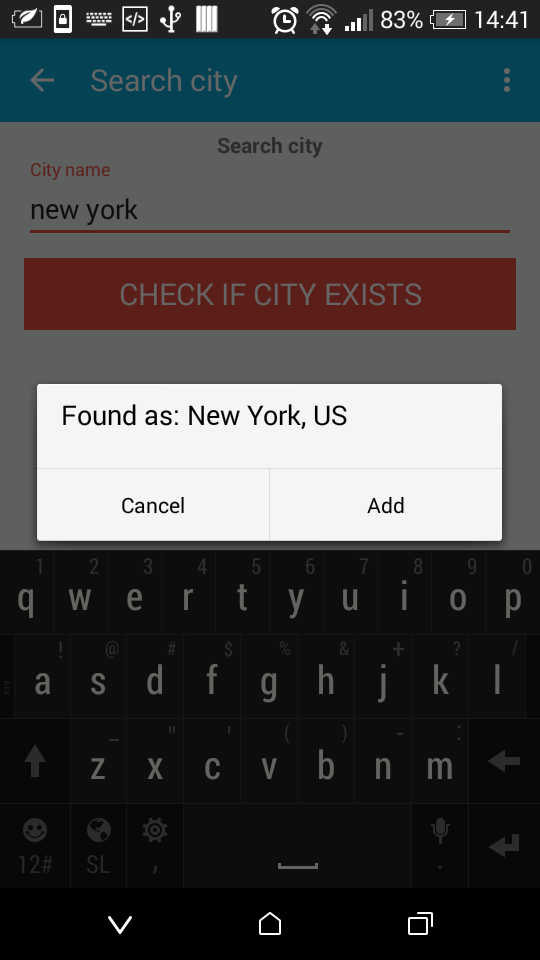 83% 14:41
Search city
Search city
City name
new york
CHECK IF CITY EXISTS
Found as: New York, US
Cancel Add
1 2 3 4 5 6 7 8 9 0
q w e r t y u i o p
! @ # $ % & + ? /
a s d f g h j k l
_ " ' ( ) - :
z x c v b n m
12# SL , .